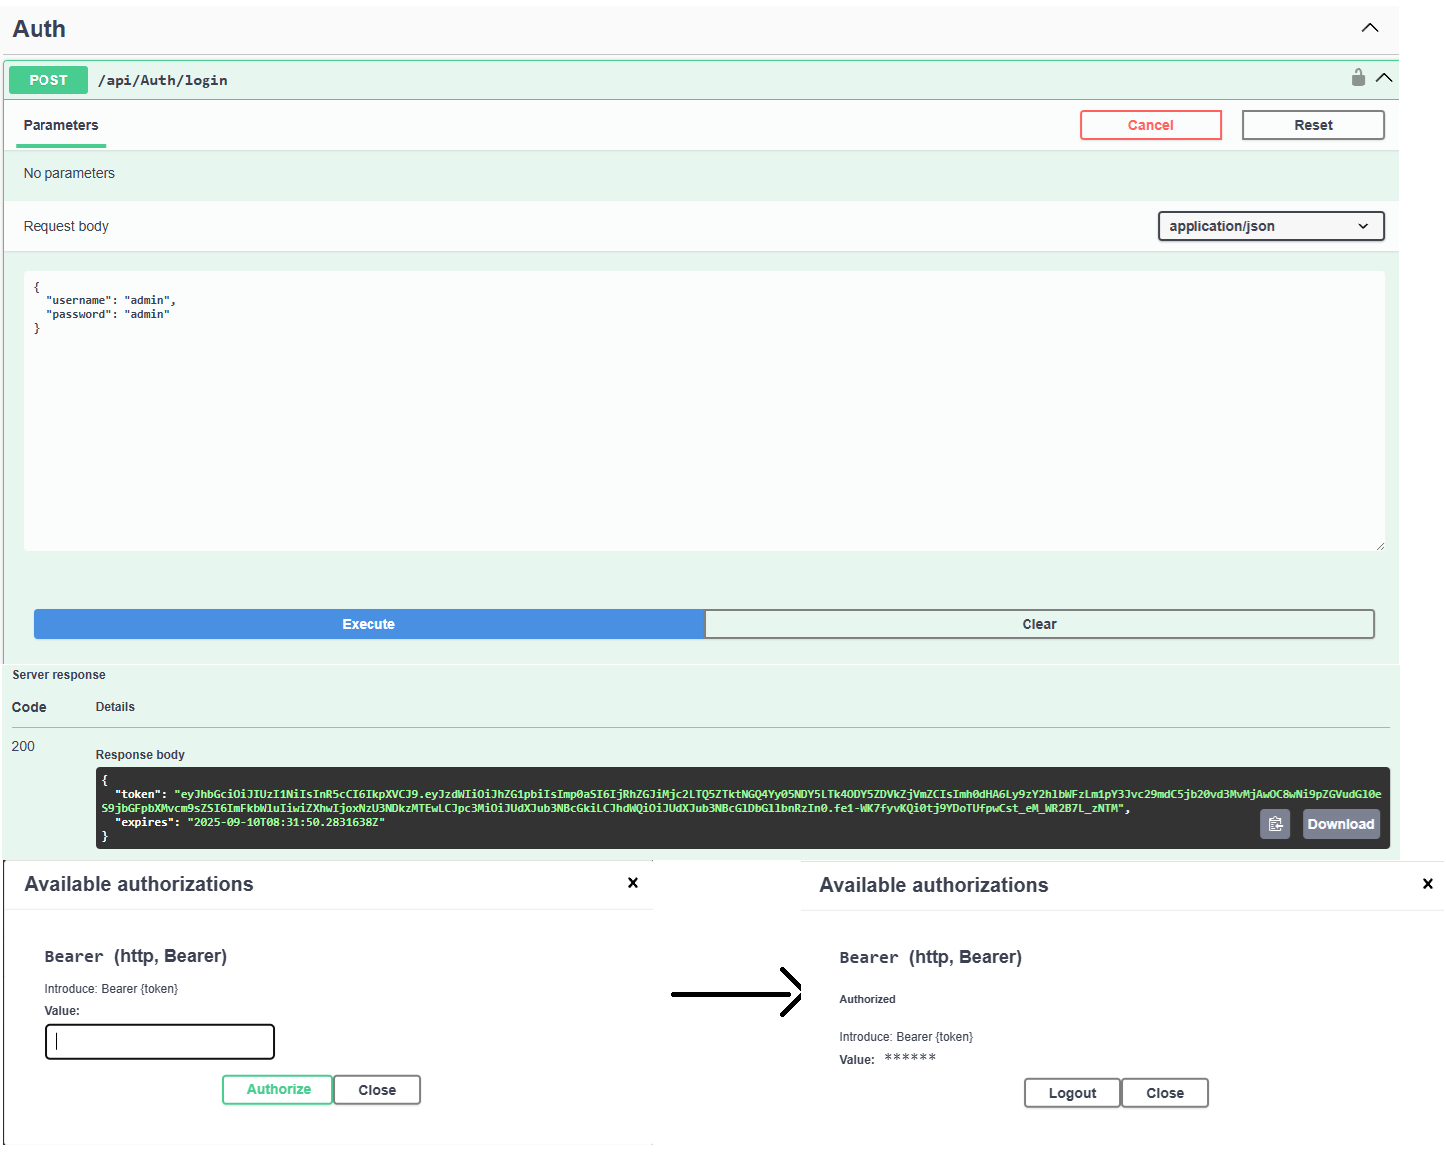 Auth
POST /api/Auth/login
Parameters
Cancel
Reset
No parameters
Request body
application/json
{
"username": "admin",
"password": "admin"
}
Execute
Clear
Server response
Code
Details
200
Response body
{
"token": "eyJhbGciOiJIUzI1NiIsInR5cCI6IkpXVCJ9.eyJzdWIiOiJhZG1pbiIsImp0aSI6IjRhZGJiMjc2LTQ5ZTktNGQ4Yy05NDY5LTk4ODY5ZDVkZjVmZCIsImh0dHA6Ly9zY2hlbWFzLm1pY3Jvc29mdC5jb20vd3MvMjAwOC8wNi9pZGVudGl0e
S9jbGFpbXMvcm9sZSI6ImFkbWluIiwiZXhwIjoxNzU3NDkzMTEwLCJpc3MiOiJUdXJub3NBcGkiLCJhdWQiOiJUdXJub3NBcGlDbGllbnRzIn0.fe1-WK7fyvKQi0tj9YDoTUfpwCst_eM_WR2B7L_zNTM",
"expires": "2025-09-10T08:31:50.2831638Z"
}
Download
Available authorizations
Bearer (http, Bearer)
Introduce: Bearer {token}
Value:
Authorize
Close
Available authorizations
Bearer (http, Bearer)
Authorized
Introduce: Bearer {token}
Value: ******
Logout
Close